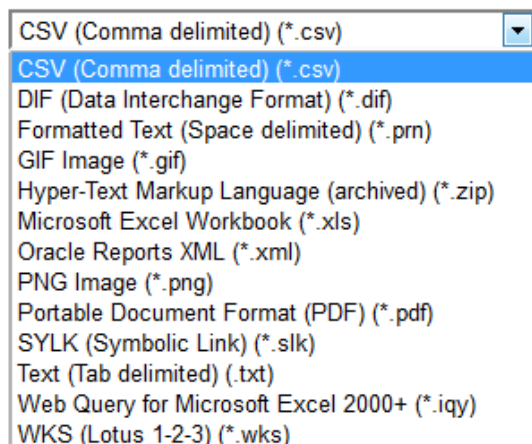 CSV (Comma delimited) (*.csv)
CSV (Comma delimited) (*.csv)
DIF (Data Interchange Format) (*.dif)
Formatted Text (Space delimited) (*.prn)
GIF Image (*.gif)
Hyper-Text Markup Language (archived) (*.zip)
Microsoft Excel Workbook (*.xls)
Oracle Reports XML (*.xml)
PNG Image (*.png)
Portable Document Format (PDF) (*.pdf)
SYLK (Symbolic Link) (*.slk)
Text (Tab delimited) (.txt)
Web Query for Microsoft Excel 2000+ (*.iqy)
WKS (Lotus 1-2-3) (*.wks)